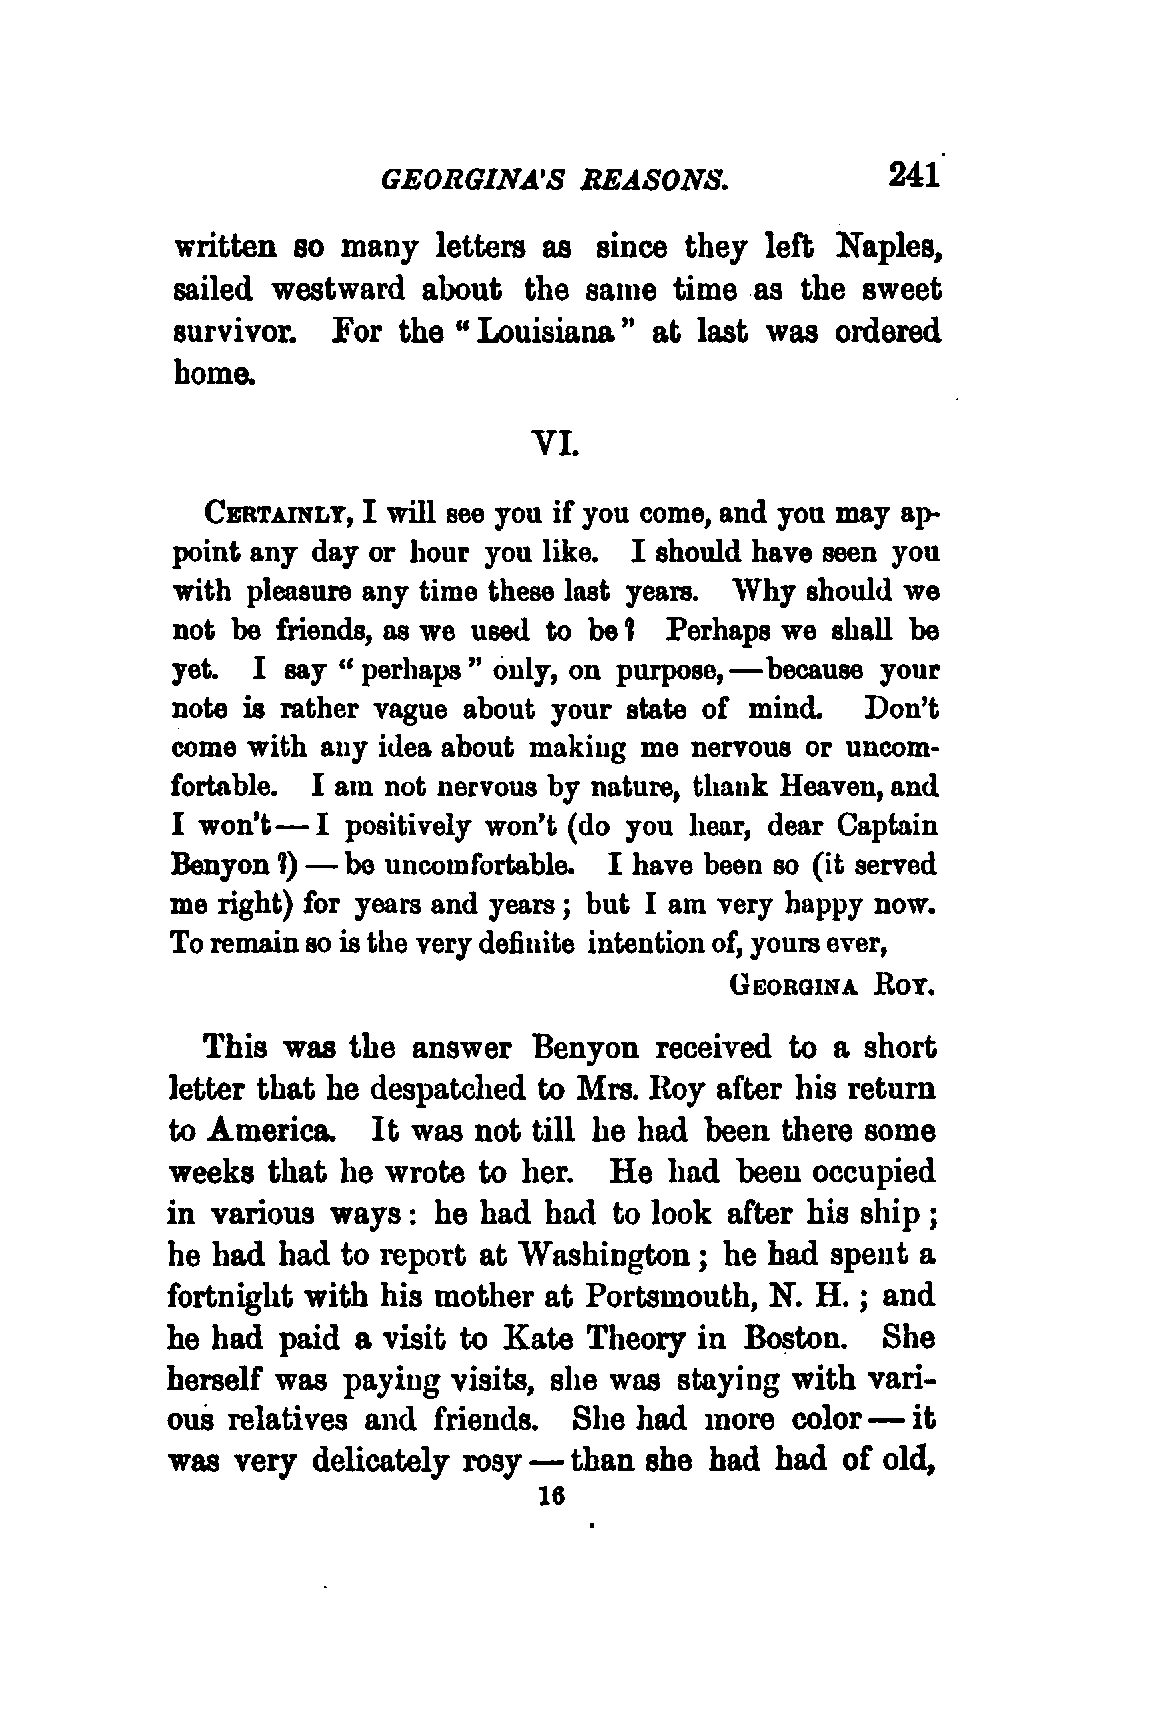 GEORGINA'S REASONS. 241
written so many letters as since they left Naples,
sailed westward about the same time as the sweet
survivor. For the “Louisiana” at last was ordered
home.
VI.
CERTAINLY, I will see you if you come, and you may ap-
point any day or hour you like. I should have seen you
with pleasure any time these last years. Why should we
not be friends, as we used to be? Perhaps we shall be
yet. I say “perhaps” only, on purpose,—because your
note is rather vague about your state of mind. Don't
come with any idea about making me nervous or uncom-
fortable. I am not nervous by nature, thank Heaven, and
I won't—I positively won't (do you hear, dear Captain
Benyon?)—be uncomfortable. I have been so (it served
me right) for years and years; but I am very happy now.
To remain so is the very definite intention of, yours ever,
GEORGINA ROY.
This was the answer Benyon received to a short
letter that he despatched to Mrs. Roy after his return
to America. It was not till he had been there some
weeks that he wrote to her. He had been occupied
in various ways: he had had to look after his ship;
he had had to report at Washington; he had spent a
fortnight with his mother at Portsmouth, N. H.; and
he had paid a visit to Kate Theory in Boston. She
herself was paying visits, she was staying with vari-
ous relatives and friends. She had more color—it
was very delicately rosy—than she had had of old,
16